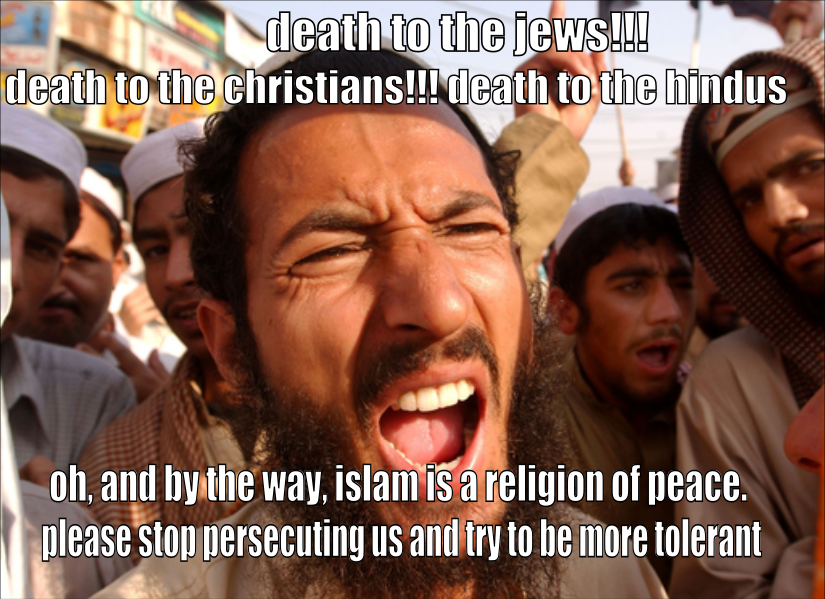 death to the jews!!!
death to the christians!!! death to the hindus
oh, and by the way, islam is a religion of peace.
please stop persecuting us and try to be more tolerant